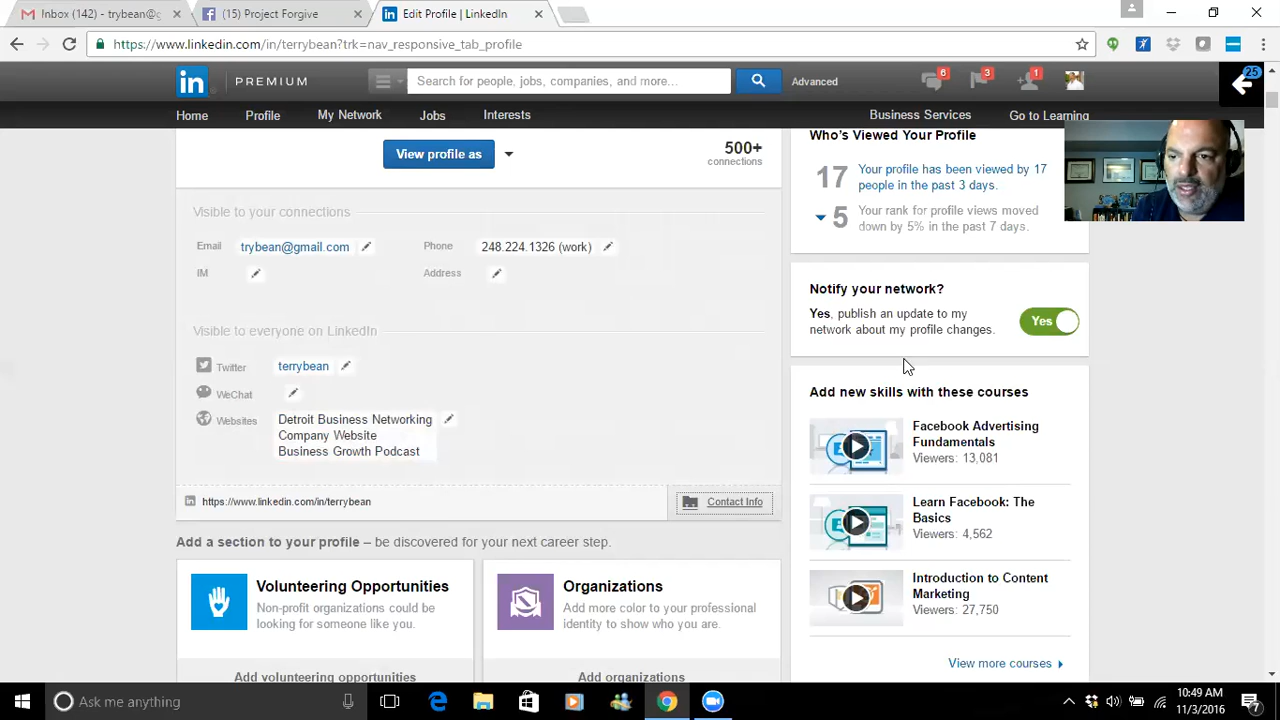 Inbox (142) - trybean@g
(15) Project Forgive
Edit Profile | LinkedIn
https://www.linkedin.com/in/terrybean?trk=nav_responsive_tab_profile
in PREMIUM
Search for people, jobs, companies, and more...
Advanced
6
3
1
25
Home
Profile
My Network
Jobs
Interests
Business Services
Go to Learning
View profile as
500+
connections
Visible to your connections
Email
trybean@gmail.com
Phone
248.224.1326 (work)
IM
Address
Visible to everyone on LinkedIn
Twitter
terrybean
WeChat
Websites
Detroit Business Networking
Company Website
Business Growth Podcast
https://www.linkedin.com/in/terrybean
Contact Info
Add a section to your profile – be discovered for your next career step.
Volunteering Opportunities
Non-profit organizations could be
looking for someone like you.
Add volunteering opportunities
Organizations
Add more color to your professional
identity to show who you are.
Add organizations
Who's Viewed Your Profile
17
Your profile has been viewed by 17
people in the past 3 days.
5
Your rank for profile views moved
down by 5% in the past 7 days.
Notify your network?
Yes, publish an update to my
network about my profile changes.
Yes
Add new skills with these courses
Facebook Advertising
Fundamentals
Viewers: 13,081
Learn Facebook: The
Basics
Viewers: 4,562
Introduction to Content
Marketing
Viewers: 27,750
View more courses
Ask me anything
10:49 AM
11/3/2016
7